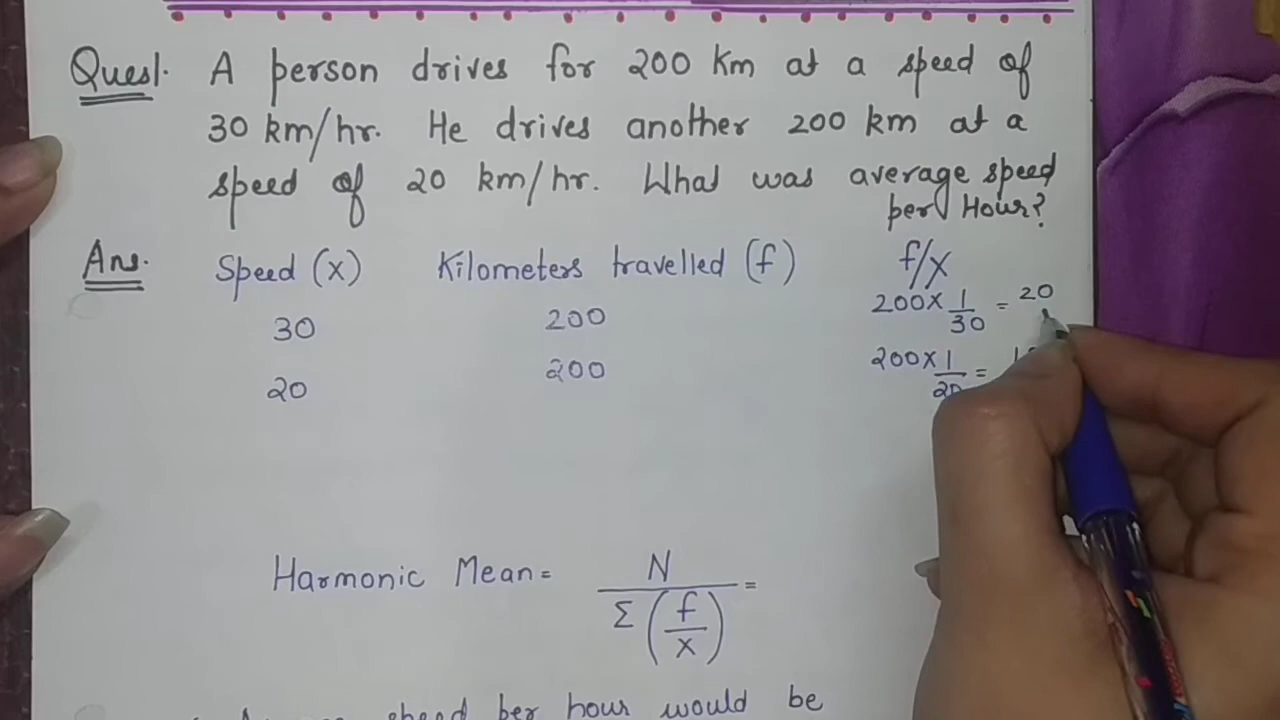 Ques1. A person drives for 200 Km at a speed of
30 km/hr. He drives another 200 km at a
speed of 20 km/hr. What was average speed
per Hour?
Ans. Speed (x) Kilometers travelled (f) f/x
30 200 200 x 1/30 = 20
20 200 200 x 1/20 =
Harmonic Mean = N / Σ (f/x) =
speed per hour would be